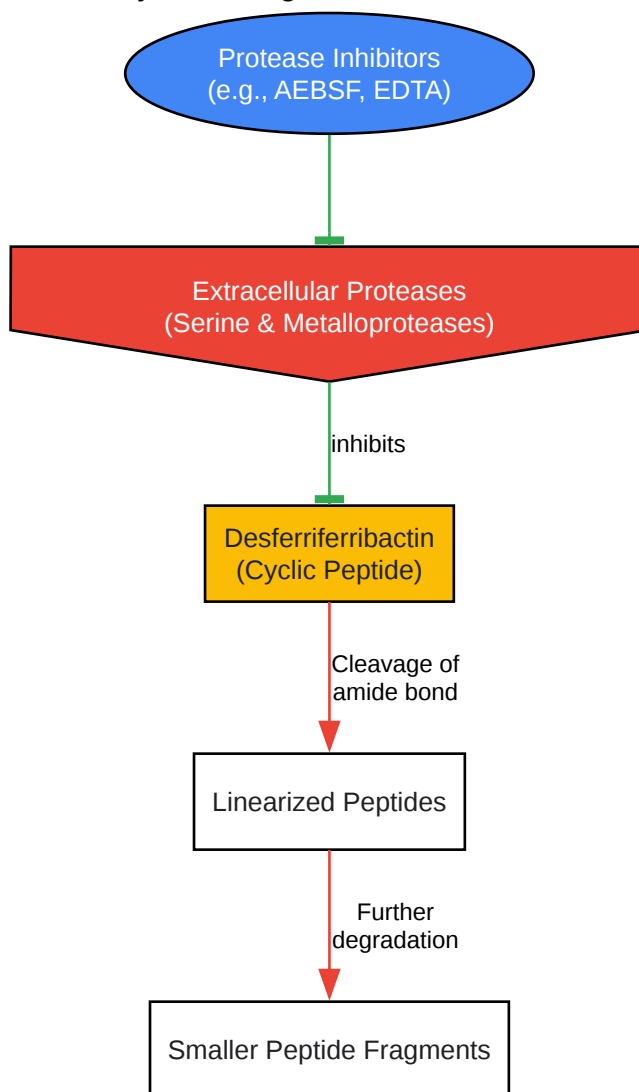 Protease Inhibitors
(e.g., AEBSF, EDTA)
Extracellular Proteases
(Serine & Metalloproteases)
inhibits
Desferriferribactin
(Cyclic Peptide)
Cleavage of
amide bond
Linearized Peptides
Further
degradation
Smaller Peptide Fragments